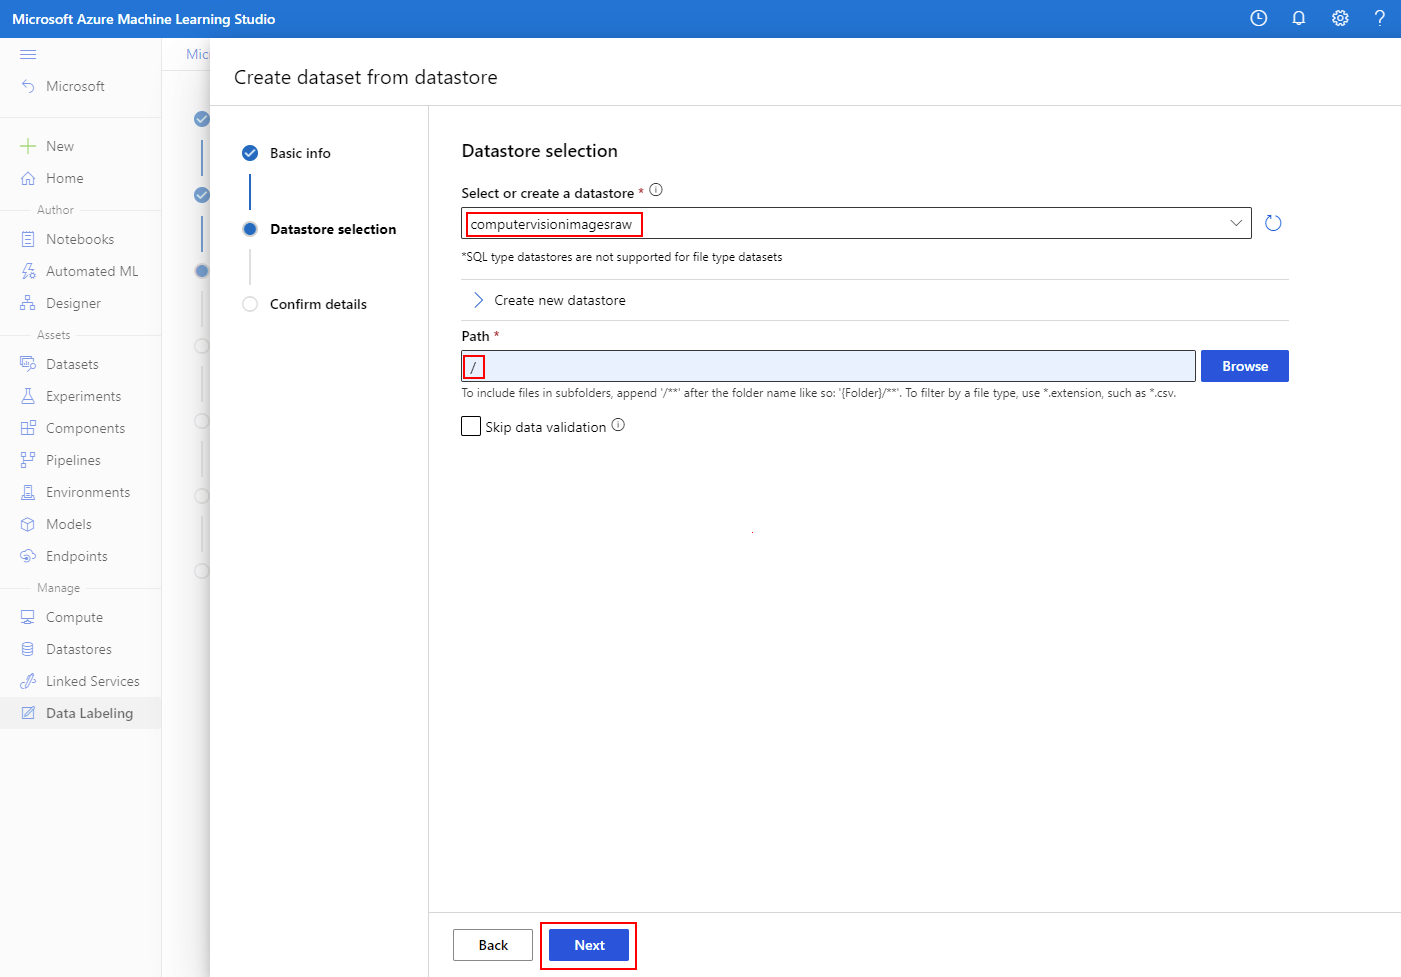 Microsoft Azure Machine Learning Studio
?
Mic
Microsoft
New
Home
Author
Notebooks
Automated ML
Designer
Assets
Datasets
Experiments
Components
Pipelines
Environments
Models
Endpoints
Manage
Compute
Datastores
Linked Services
Data Labeling
Create dataset from datastore
Basic info
Datastore selection
Confirm details
Datastore selection
Select or create a datastore *
computervisionimagesraw
*SQL type datastores are not supported for file type datasets
Create new datastore
Path *
/
Browse
To include files in subfolders, append '/**' after the folder name like so: '{Folder}/**'. To filter by a file type, use *.extension, such as *.csv.
Skip data validation
Back
Next